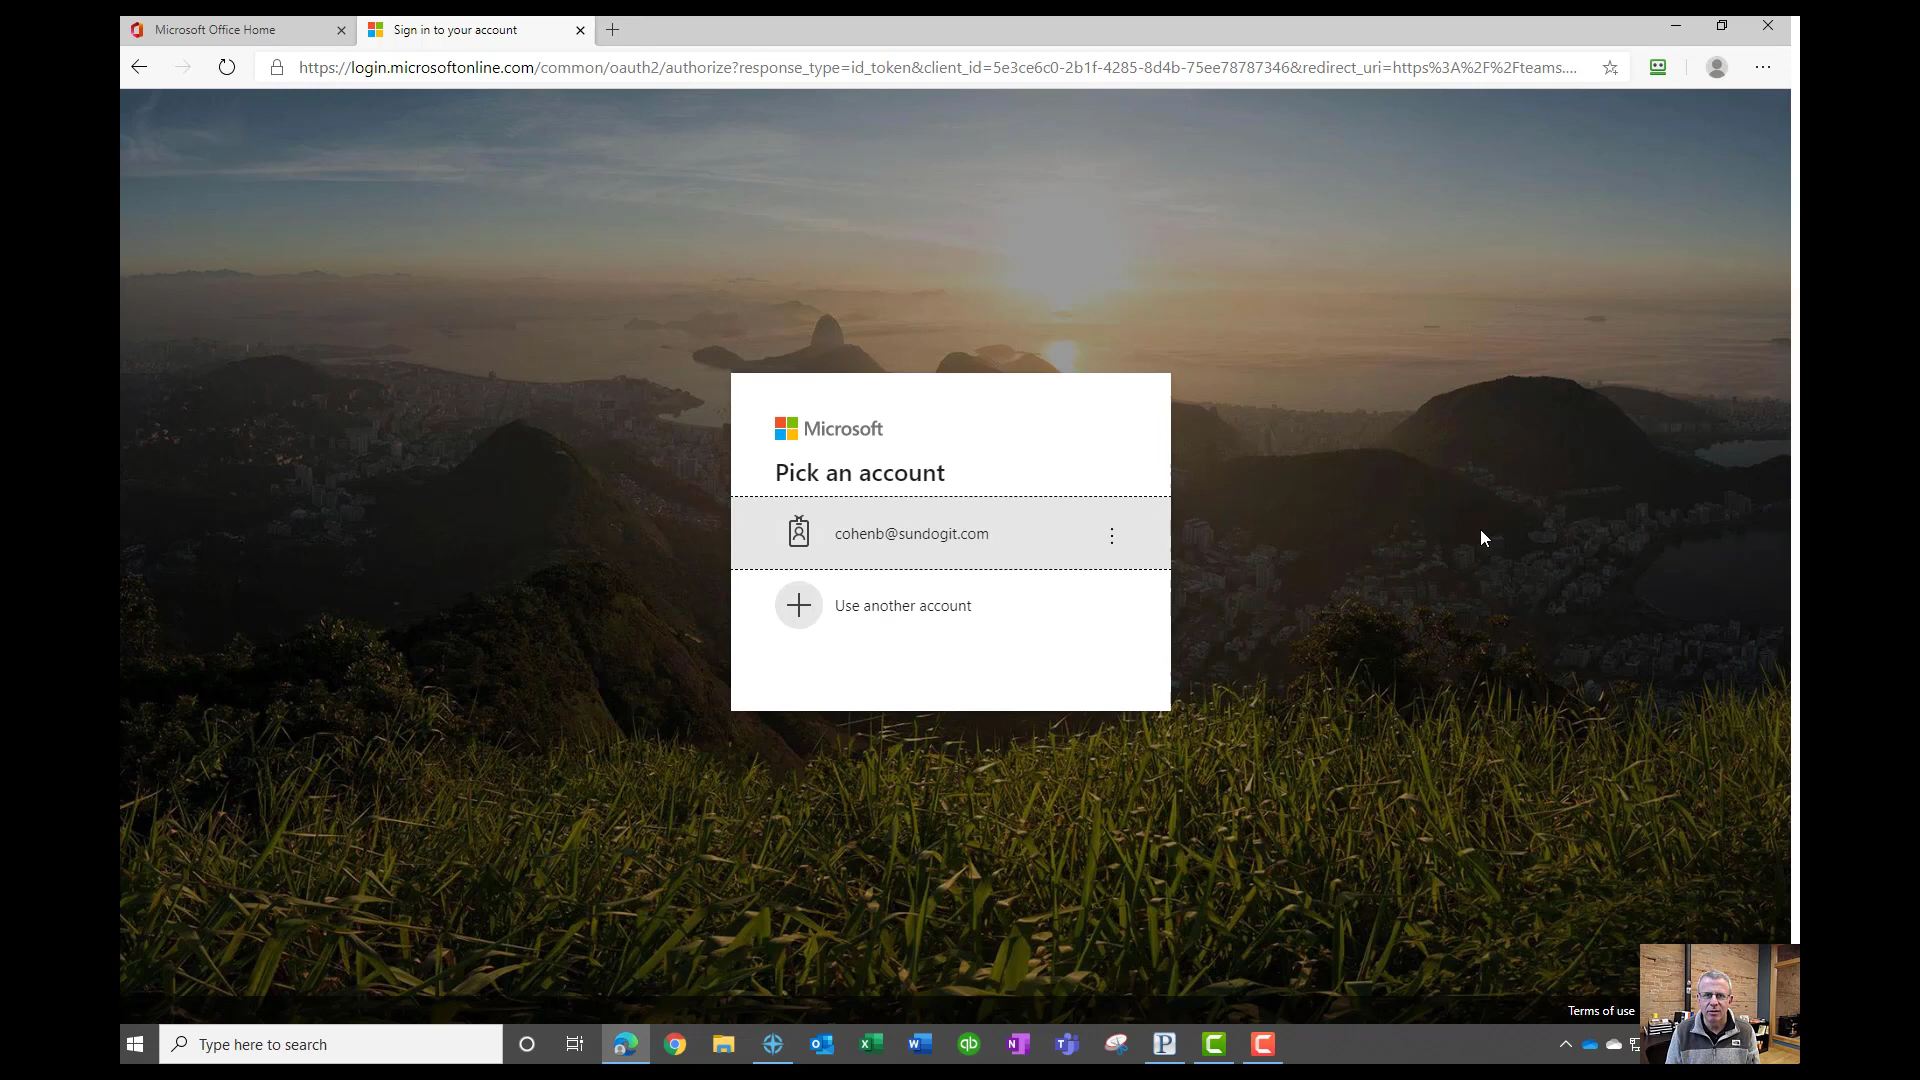 Microsoft Office Home
Sign in to your account
https://login.microsoftonline.com/common/oauth2/authorize?response_type=id_token&client_id=5e3ce6c0-2b1f-4285-8d4b-75ee78787346&redirect_uri=https%3A%2F%2Fteams....
Microsoft
Pick an account
cohenb@sundogit.com
Use another account
Terms of use
Type here to search